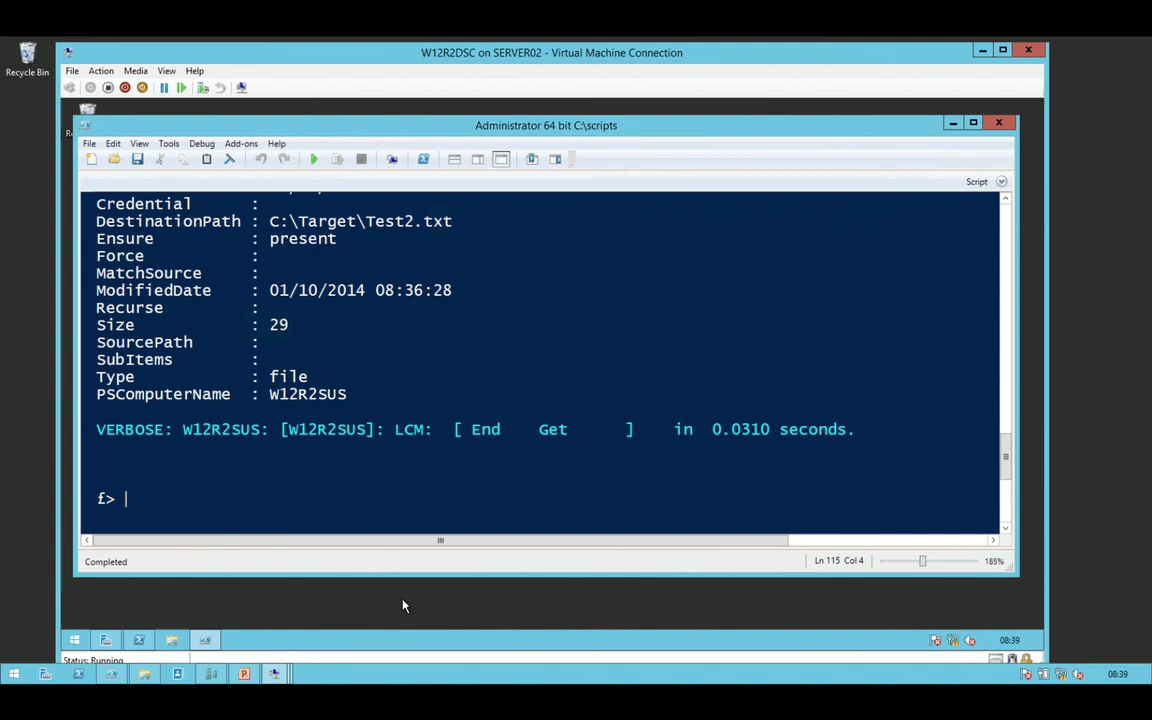 W12R2DSC on SERVER02 - Virtual Machine Connection
Recycle Bin
File Action Media View Help
Administrator 64 bit C:\scripts
File Edit View Tools Debug Add-ons Help
Script
Credential :
DestinationPath : C:\Target\Test2.txt
Ensure : present
Force :
MatchSource :
ModifiedDate : 01/10/2014 08:36:28
Recurse :
Size : 29
SourcePath :
SubItems :
Type : file
PSComputerName : W12R2SUS
VERBOSE: W12R2SUS: [W12R2SUS]: LCM: [ End Get ] in 0.0310 seconds.
£>
Completed
Ln 115 Col 4
185%
08:39
Status: Running
08:39